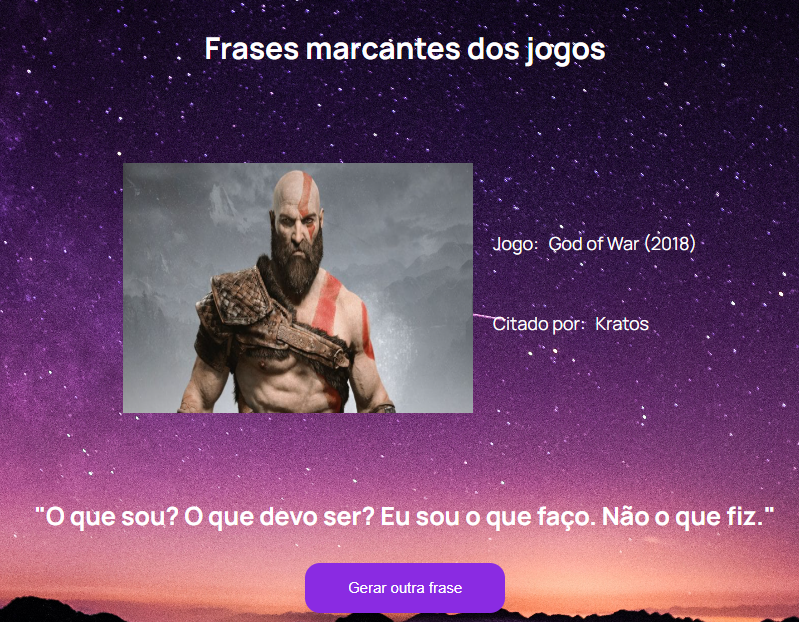 Frases marcantes dos jogos
Jogo: God of War (2018)
Citado por: Kratos
"O que sou? O que devo ser? Eu sou o que faço. Não o que fiz."
Gerar outra frase